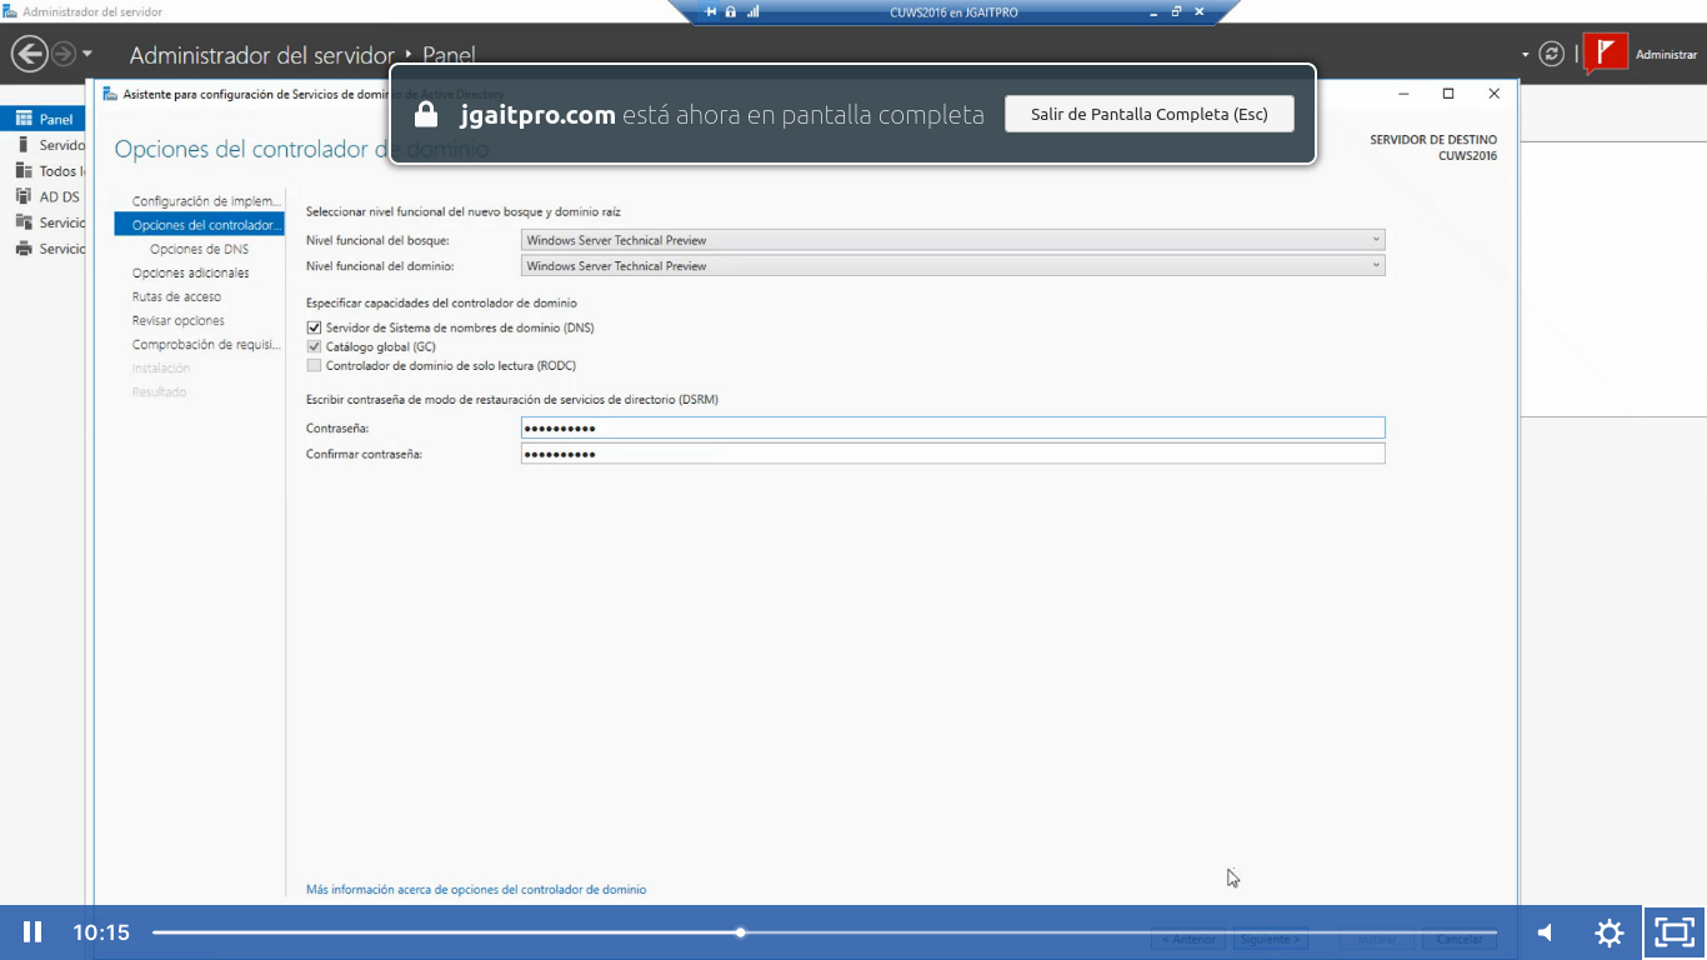 Administrador del servidor
CUWS2016 en JGAITPRO
Administrador del servidor ‣ Panel
Administrar
Asistente para configuración de Servicios de dominio de Active Directory
jgaitpro.com está ahora en pantalla completa
Salir de Pantalla Completa (Esc)
Opciones del controlador de dominio
SERVIDOR DE DESTINO
CUWS2016
Panel
Servido
Todos l
AD DS
Servicio
Servicio
Configuración de implem...
Opciones del controlador...
Opciones de DNS
Opciones adicionales
Rutas de acceso
Revisar opciones
Comprobación de requisi...
Instalación
Resultado
Seleccionar nivel funcional del nuevo bosque y dominio raíz
Nivel funcional del bosque: Windows Server Technical Preview
Nivel funcional del dominio: Windows Server Technical Preview
Especificar capacidades del controlador de dominio
Servidor de Sistema de nombres de dominio (DNS)
Catálogo global (GC)
Controlador de dominio de solo lectura (RODC)
Escribir contraseña de modo de restauración de servicios de directorio (DSRM)
Contraseña: ••••••••••
Confirmar contraseña: ••••••••••
Más información acerca de opciones del controlador de dominio
10:15
< Anterior Siguiente > Instalar Cancelar